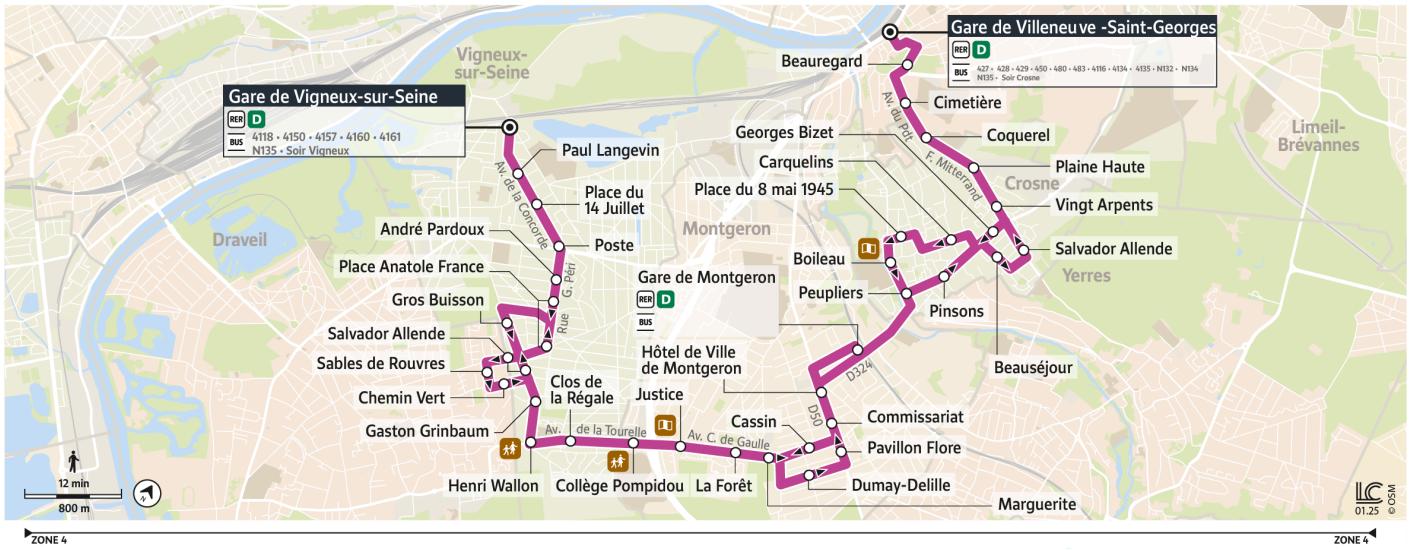 Gare de Villeneuve -Saint-Georges
RER D
BUS
427 • 428 • 429 • 450 • 480 • 483 • 4116 • 4134 • 4135 • N132 • N134
N135 • Soir Crosne
Beauregard
Cimetière
Av. du Pdt
F. Mitterrand
Coquerel
Plaine Haute
Crosne
Vingt Arpents
Georges Bizet
Carquelins
Place du 8 mai 1945
Salvador Allende
Yerres
Limeil-
Brévannes
Vigneux-
sur-Seine
Gare de Vigneux-sur-Seine
RER D
BUS
4118 • 4150 • 4157 • 4160 • 4161
N135 • Soir Vigneux
Paul Langevin
Av. de la Concorde
Place du
14 Juillet
Poste
André Pardoux
Place Anatole France
Rue G. Péri
Gros Buisson
Salvador Allende
Sables de Rouvres
Chemin Vert
Gaston Grinbaum
Draveil
Montgeron
Gare de Montgeron
RER D
BUS
Boileau
Peupliers
Pinsons
Beauséjour
D324
Hôtel de Ville
de Montgeron
D50
Commissariat
Pavillon Flore
Cassin
Dumay-Delille
Marguerite
Clos de
la Régale
Justice
Av. de la Tourelle
Av. C. de Gaulle
Henri Wallon
Collège Pompidou
La Forêt
12 min
800 m
N
LC
01.25
© OSM
ZONE 4
ZONE 4